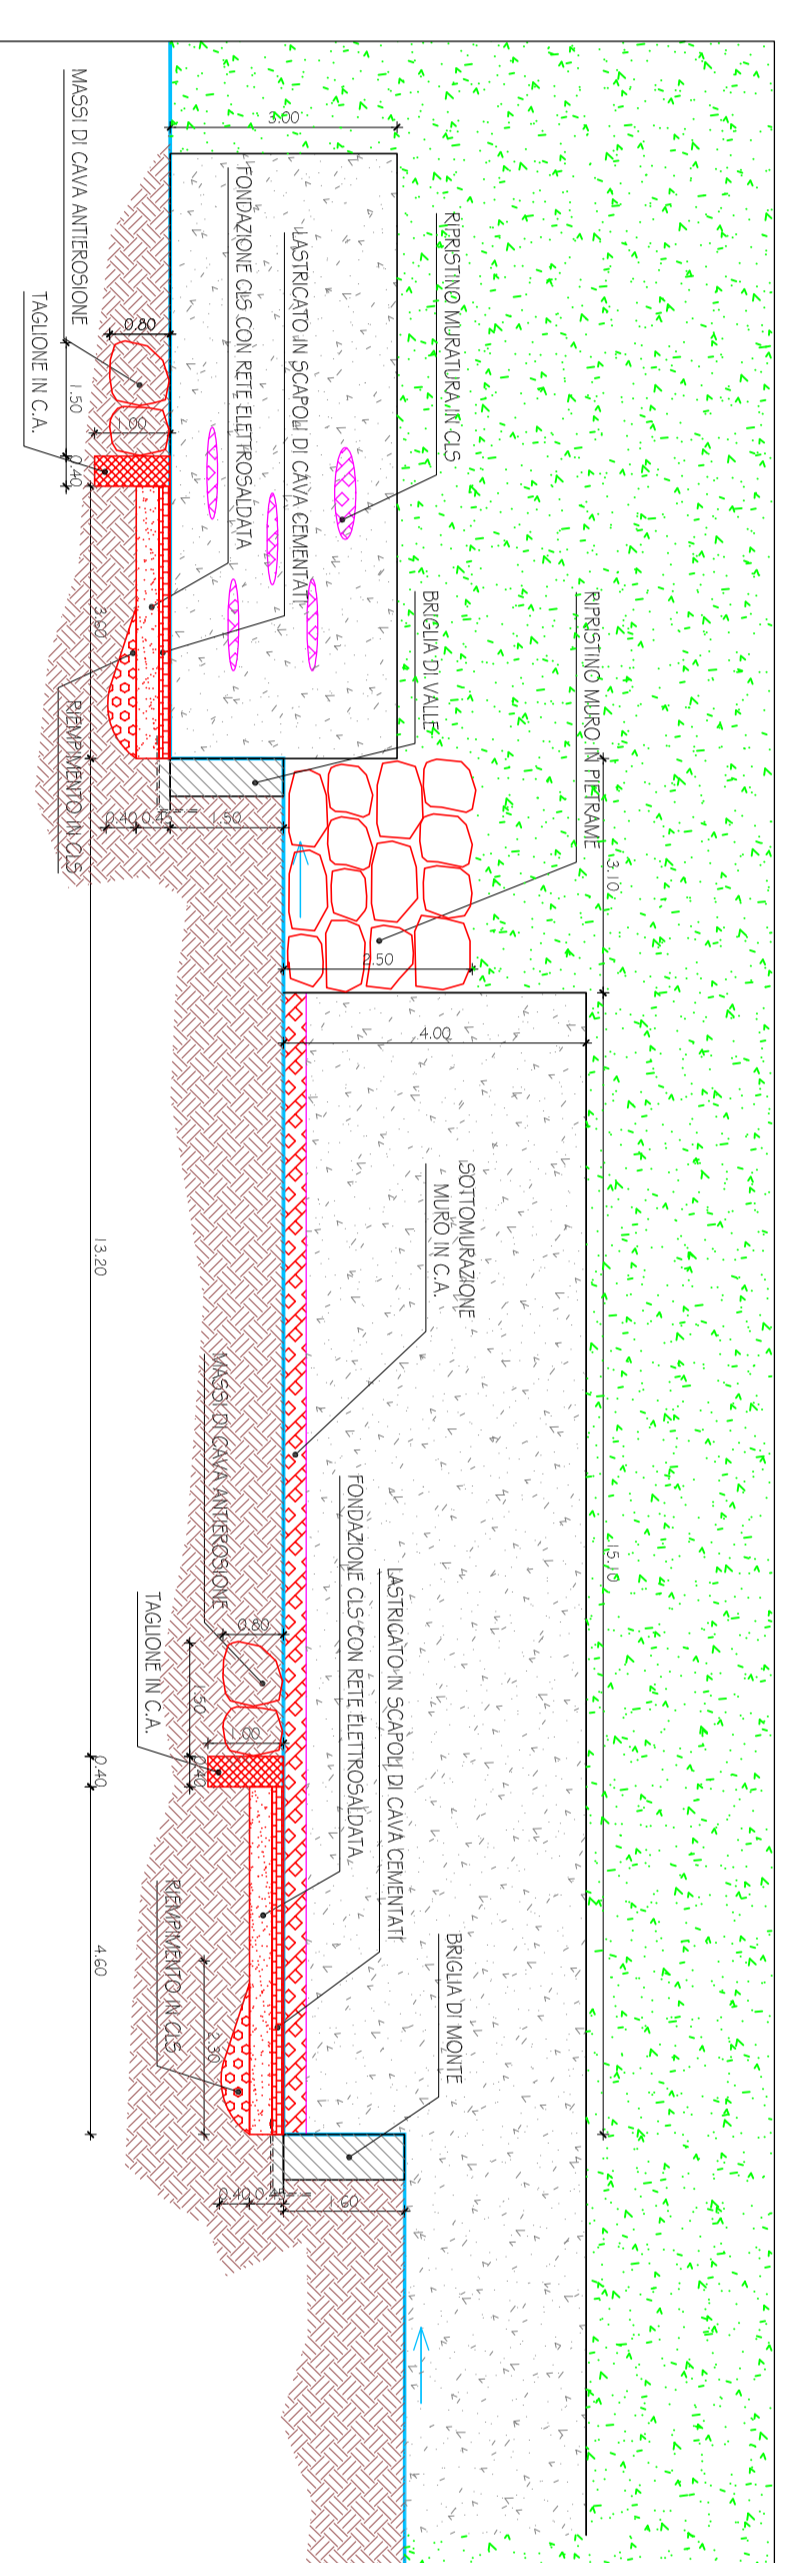 MASSI DI CAVA ANTIEROSIONE
TAGLIONE IN C.A.
3.00
0.80
1.50
1.00
0.40
FONDAZIONE CLS CON RETE ELETTROSALDATA
LASTRICATO IN SCAPOLI DI CAVA CEMENTATI
RIPRISTINO MURATURA IN CLS
3.60
RIEMPIMENTO IN CLS
BRIGLIA DI VALLE
RIPRISTINO MURO IN PIETRAME
0.40
0.45
1.50
3.10
2.50
4.00
13.20
SOTTOMURAZIONE
MURO IN C.A.
15.10
MASSI DI CAVA ANTIEROSIONE
TAGLIONE IN C.A.
0.80
1.50
1.00
0.40
0.40
FONDAZIONE CLS CON RETE ELETTROSALDATA
LASTRICATO IN SCAPOLI DI CAVA CEMENTATI
RIEMPIMENTO IN CLS
4.60
2.30
BRIGLIA DI MONTE
0.40
0.45
1.60